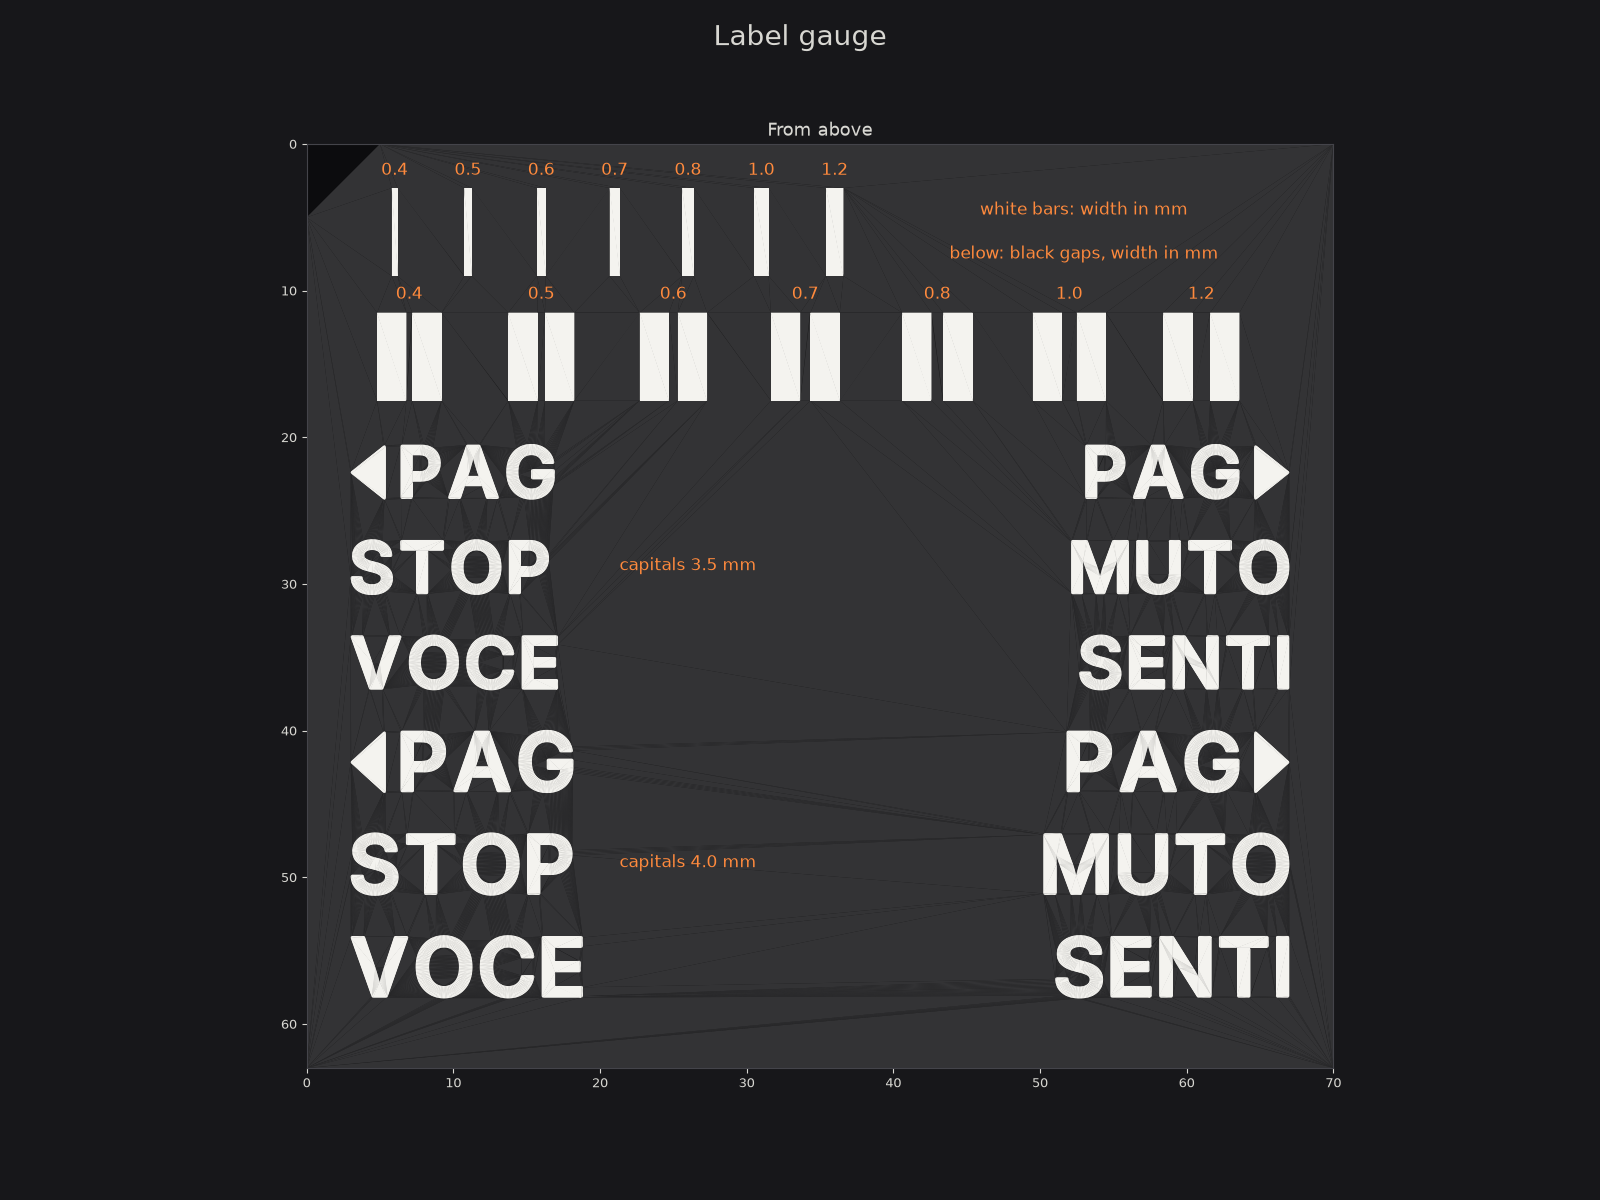 Label gauge
From above
0.4 0.5 0.6 0.7 0.8 1.0 1.2
white bars: width in mm
below: black gaps, width in mm
0.4 0.5 0.6 0.7 0.8 1.0 1.2
◀PAG PAG▶
STOP capitals 3.5 mm MUTO
VOCE SENTI
◀PAG PAG▶
STOP capitals 4.0 mm MUTO
VOCE SENTI
0
10
20
30
40
50
60
0 10 20 30 40 50 60 70